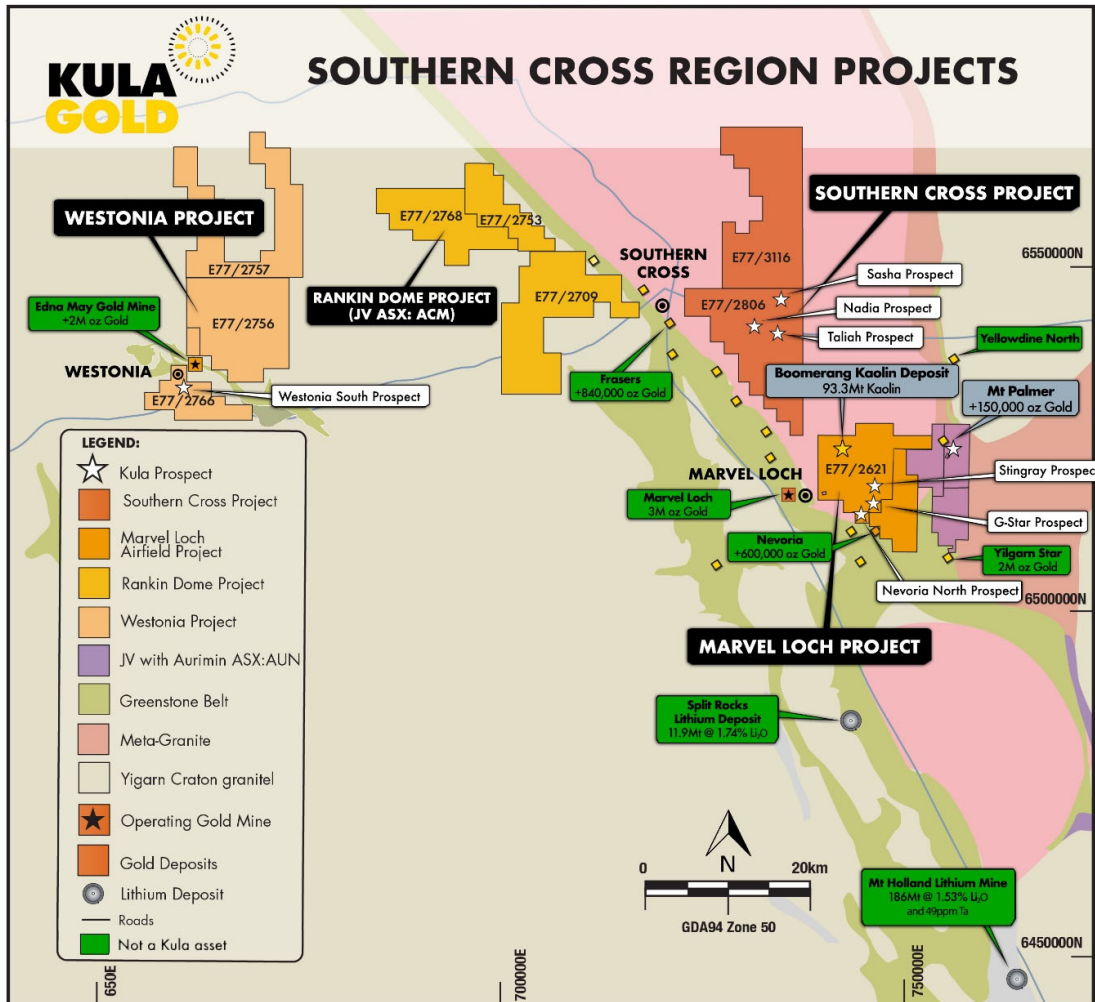 KULA
GOLD
SOUTHERN CROSS REGION PROJECTS
WESTONIA PROJECT
E77/2757
E77/2756
Edna May Gold Mine
+2M oz Gold
WESTONIA
E77/2766
Westonia South Prospect
E77/2768
E77/2753
RANKIN DOME PROJECT
(JV ASX: ACM)
E77/2709
SOUTHERN
CROSS
Frasers
+840,000 oz Gold
SOUTHERN CROSS PROJECT
E77/3116
E77/2806
Sasha Prospect
Nadia Prospect
Taliah Prospect
6550000N
Yellowdine North
Boomerang Kaolin Deposit
93.3Mt Kaolin
Mt Palmer
+150,000 oz Gold
E77/2621
MARVEL LOCH
Marvel Loch
3M oz Gold
Stingray Prospect
G-Star Prospect
Nevoria
+600,000 oz Gold
Yilgarn Star
2M oz Gold
Nevoria North Prospect
6500000N
MARVEL LOCH PROJECT
Split Rocks
Lithium Deposit
11.9Mt @ 1.74% Li₂O
LEGEND:
Kula Prospect
Southern Cross Project
Marvel Loch
Airfield Project
Rankin Dome Project
Westonia Project
JV with Aurimin ASX:AUN
Greenstone Belt
Meta-Granite
Yigarn Craton granitel
Operating Gold Mine
Gold Deposits
Lithium Deposit
Roads
Not a Kula asset
N
0 20km
GDA94 Zone 50
Mt Holland Lithium Mine
186Mt @ 1.53% Li₂O
and 49ppm Ta
6450000N
650E
700000E
750000E